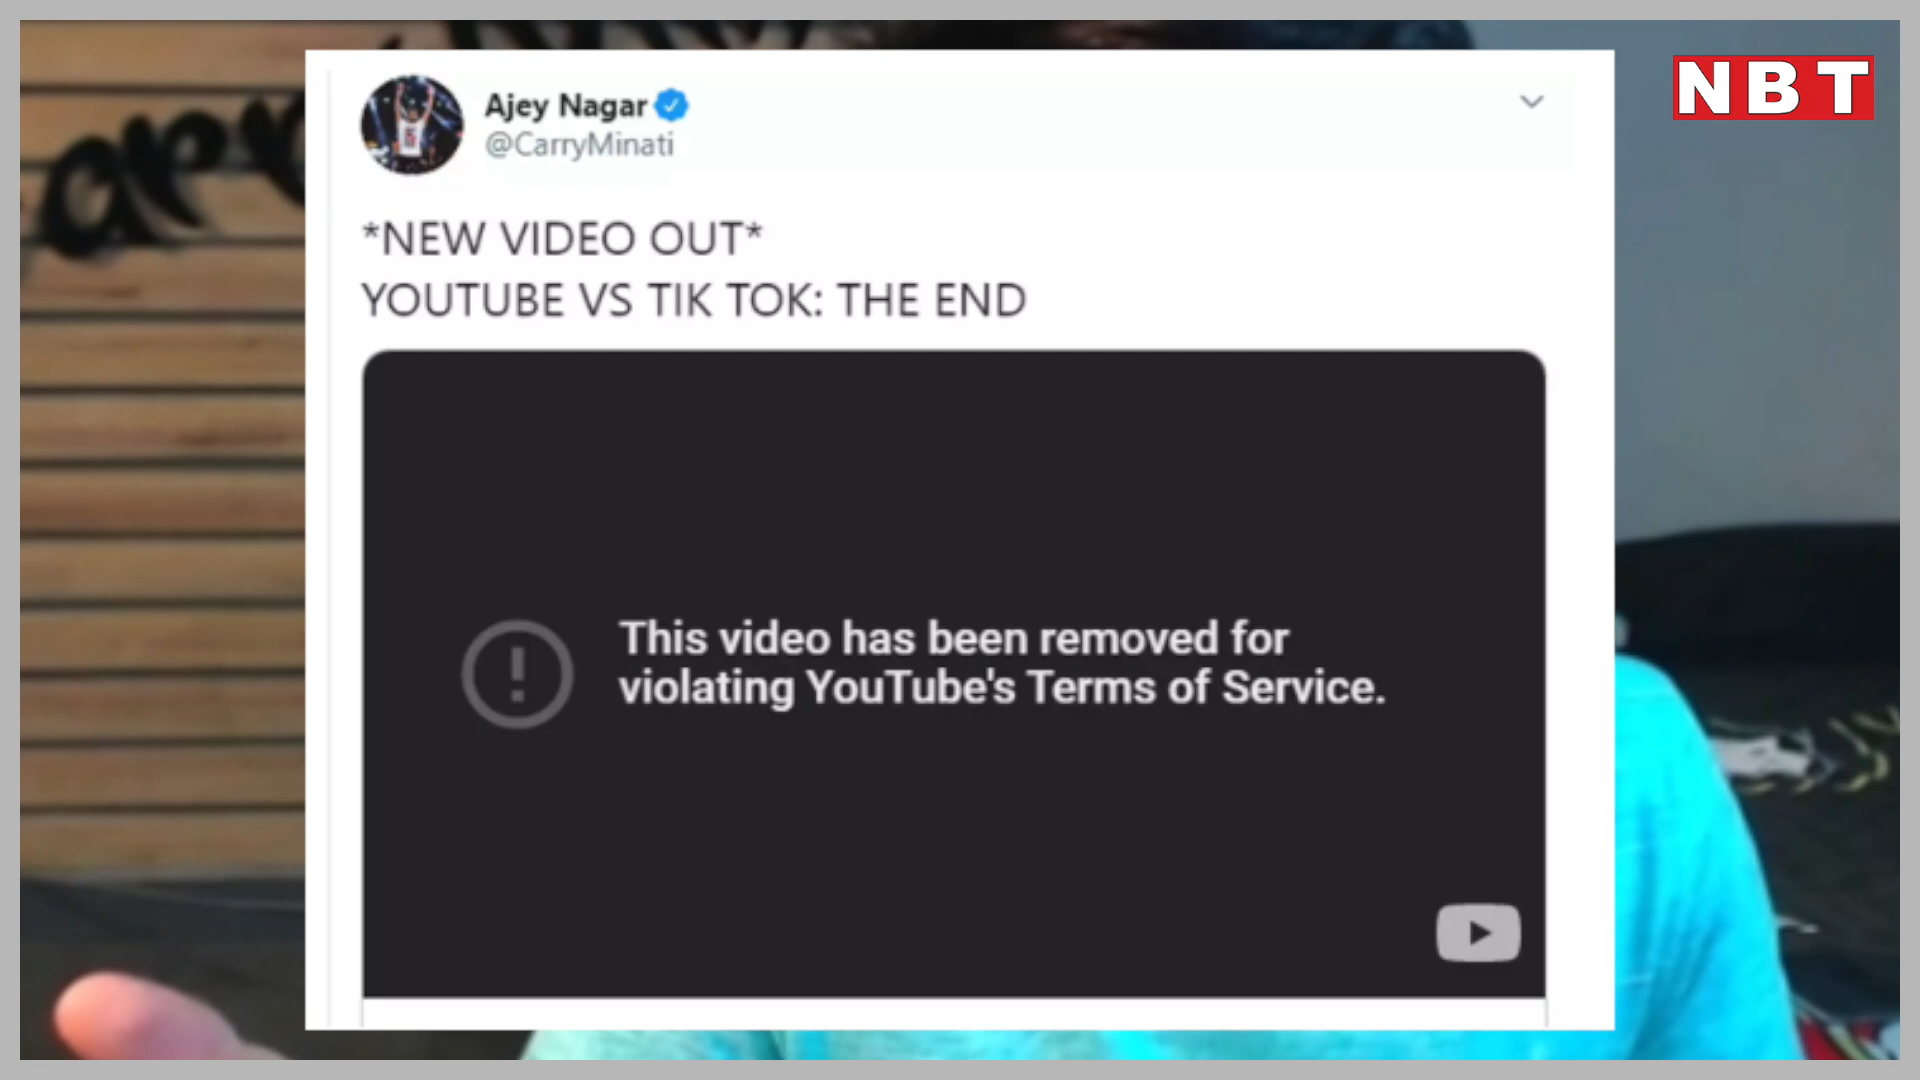 NBT
Ajey Nagar
@CarryMinati
*NEW VIDEO OUT*
YOUTUBE VS TIK TOK: THE END
This video has been removed for
violating YouTube's Terms of Service.